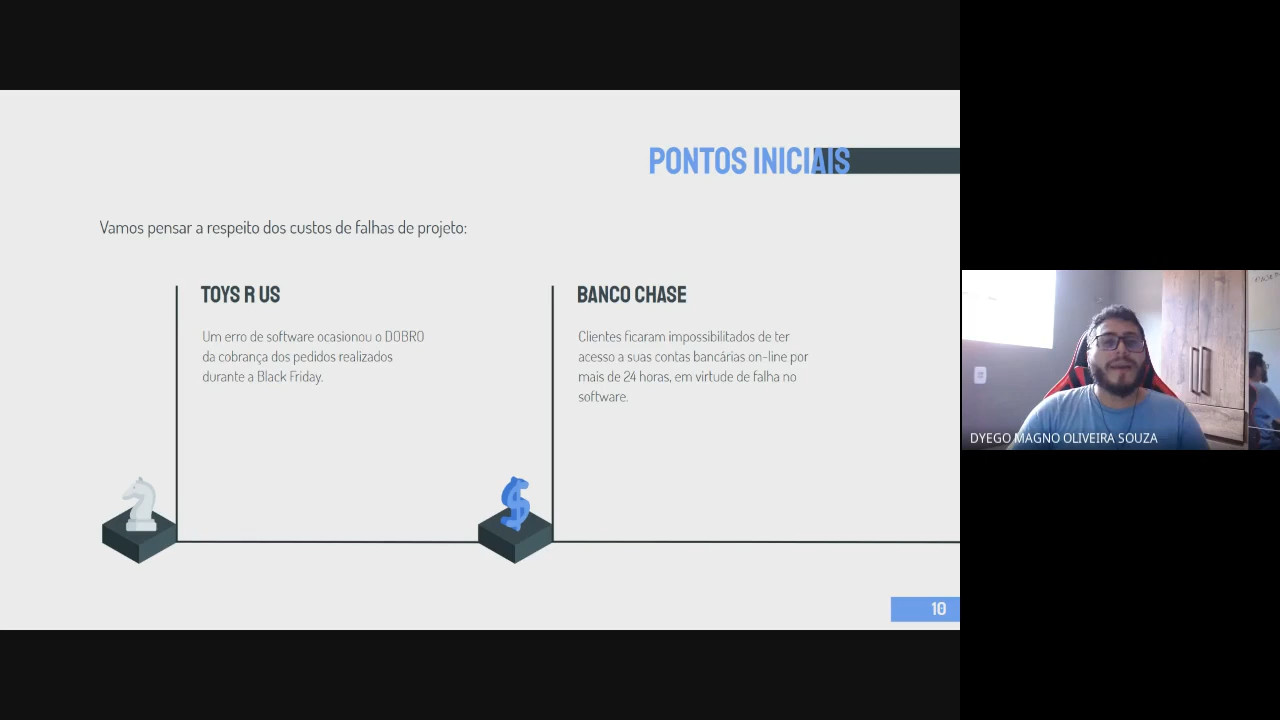 PONTOS INICIAIS
Vamos pensar a respeito dos custos de falhas de projeto:
TOYS R US
Um erro de software ocasionou o DOBRO
da cobrança dos pedidos realizados
durante a Black Friday.
BANCO CHASE
Clientes ficaram impossibilitados de ter
acesso a suas contas bancárias on-line por
mais de 24 horas, em virtude de falha no
software.
10
DYEGO MAGNO OLIVEIRA SOUZA